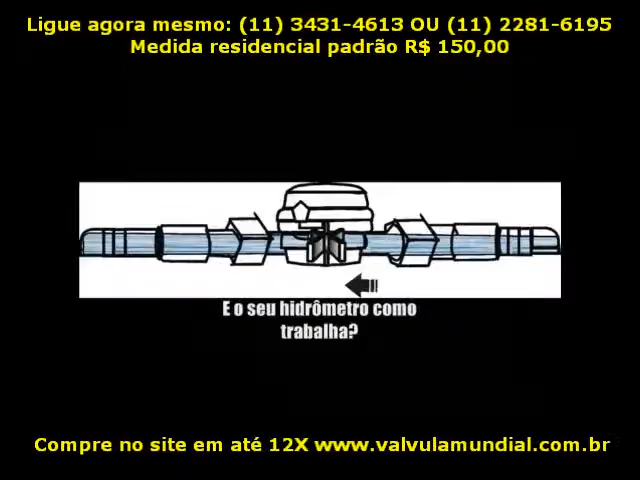 Ligue agora mesmo: (11) 3431-4613 OU (11) 2281-6195
Medida residencial padrão R$ 150,00
E o seu hidrômetro como
trabalha?
Compre no site em até 12X www.valvulamundial.com.br